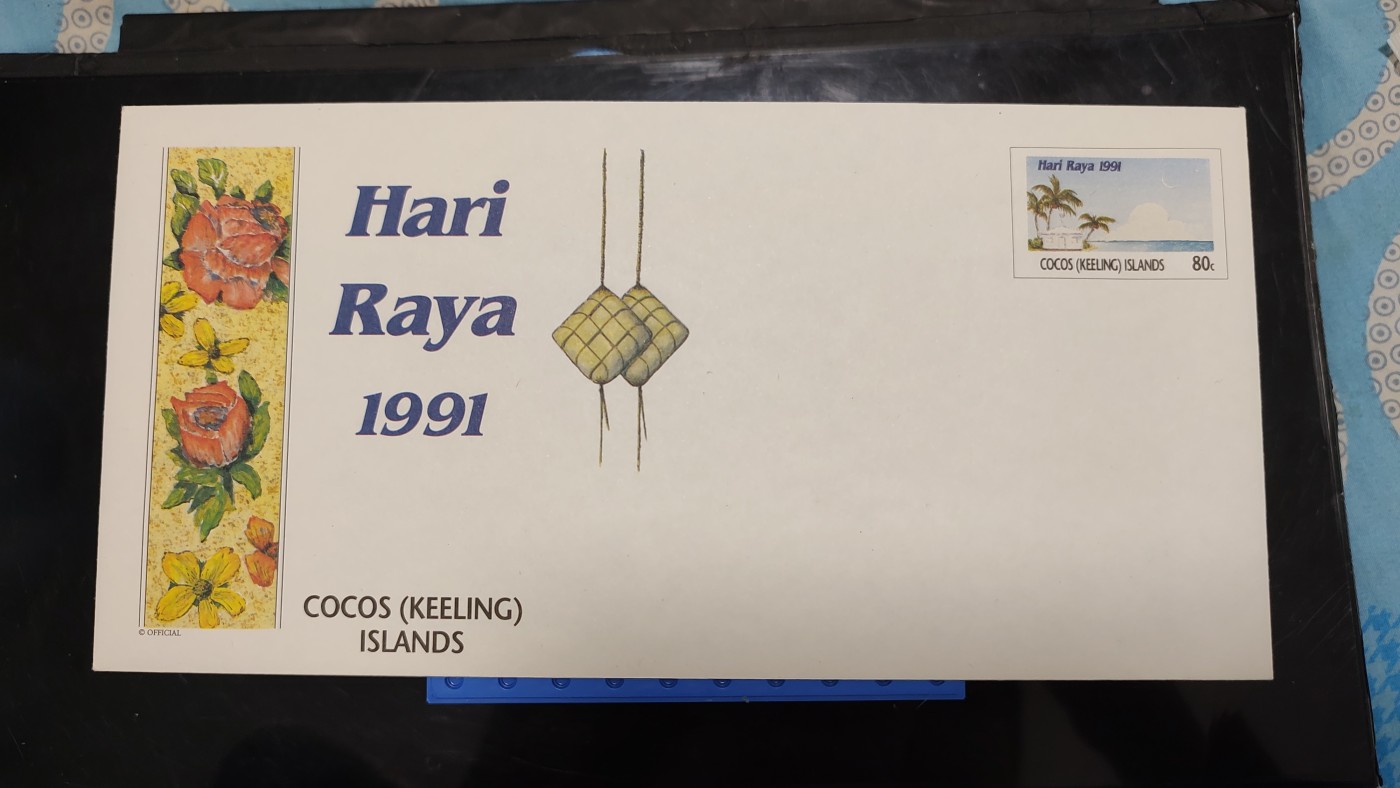 Hari
Raya
1991
COCOS (KEELING)
ISLANDS
© OFFICIAL
Hari Raya 1991
COCOS (KEELING) ISLANDS 80c